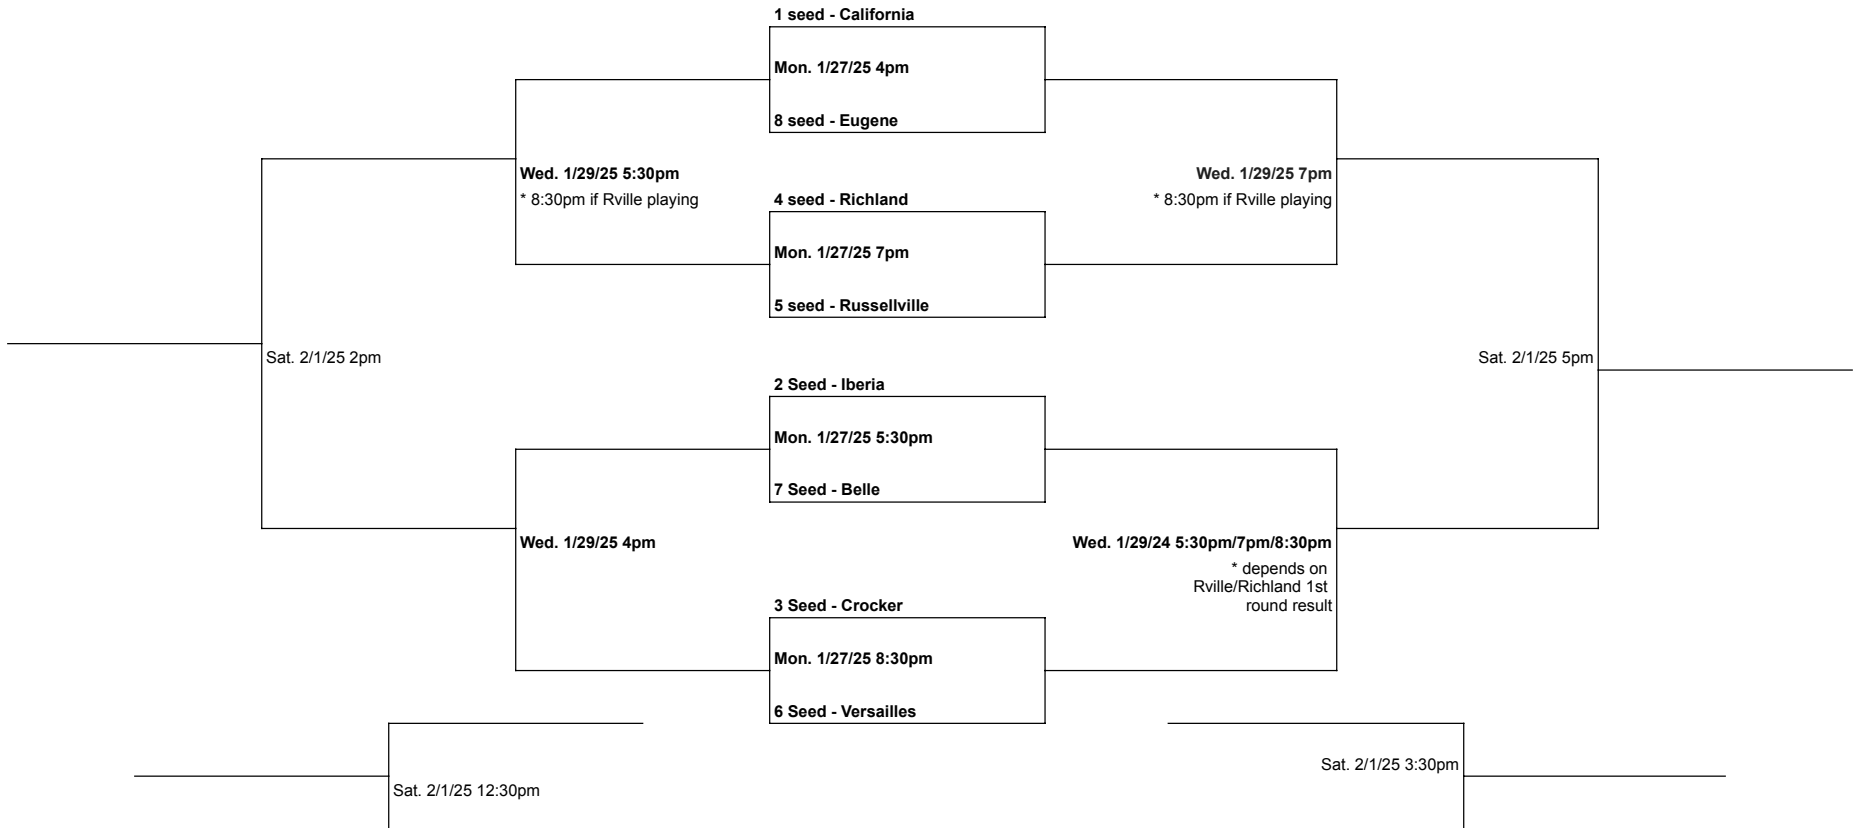 1 seed - California
Mon. 1/27/25 4pm
8 seed - Eugene
Wed. 1/29/25 5:30pm
* 8:30pm if Rville playing
Wed. 1/29/25 7pm
* 8:30pm if Rville playing
4 seed - Richland
Mon. 1/27/25 7pm
5 seed - Russellville
Sat. 2/1/25 2pm
Sat. 2/1/25 5pm
2 Seed - Iberia
Mon. 1/27/25 5:30pm
7 Seed - Belle
Wed. 1/29/25 4pm
Wed. 1/29/24 5:30pm/7pm/8:30pm
* depends on
Rville/Richland 1st
round result
3 Seed - Crocker
Mon. 1/27/25 8:30pm
6 Seed - Versailles
Sat. 2/1/25 12:30pm
Sat. 2/1/25 3:30pm